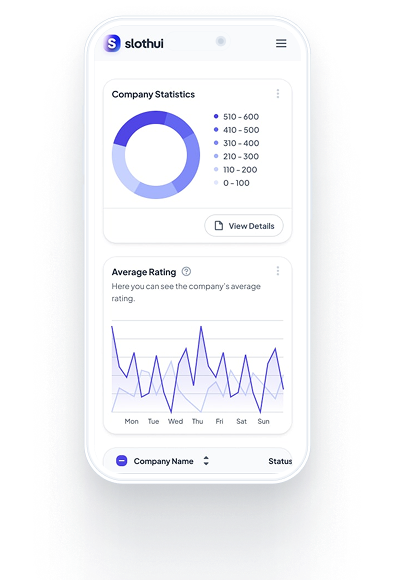 slothui
Company Statistics
510 - 600
410 - 500
310 - 400
210 - 300
110 - 200
0 - 100
View Details
Average Rating
Here you can see the company's average
rating.
Mon Tue Wed Thu Fri Sat Sun
Company Name Status